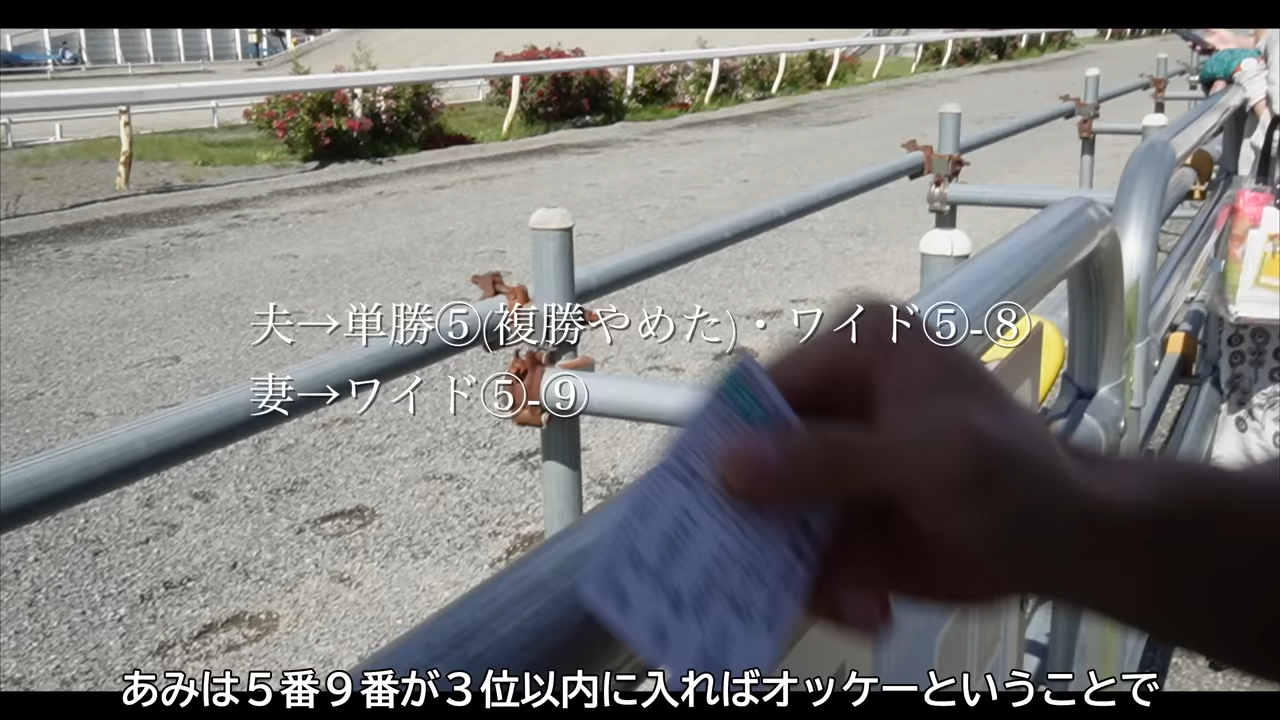 夫→単勝⑤(複勝やめた)・ワイド⑤-⑧
妻→ワイド⑤-⑨
あみは５番９番が３位以内に入ればオッケーということで